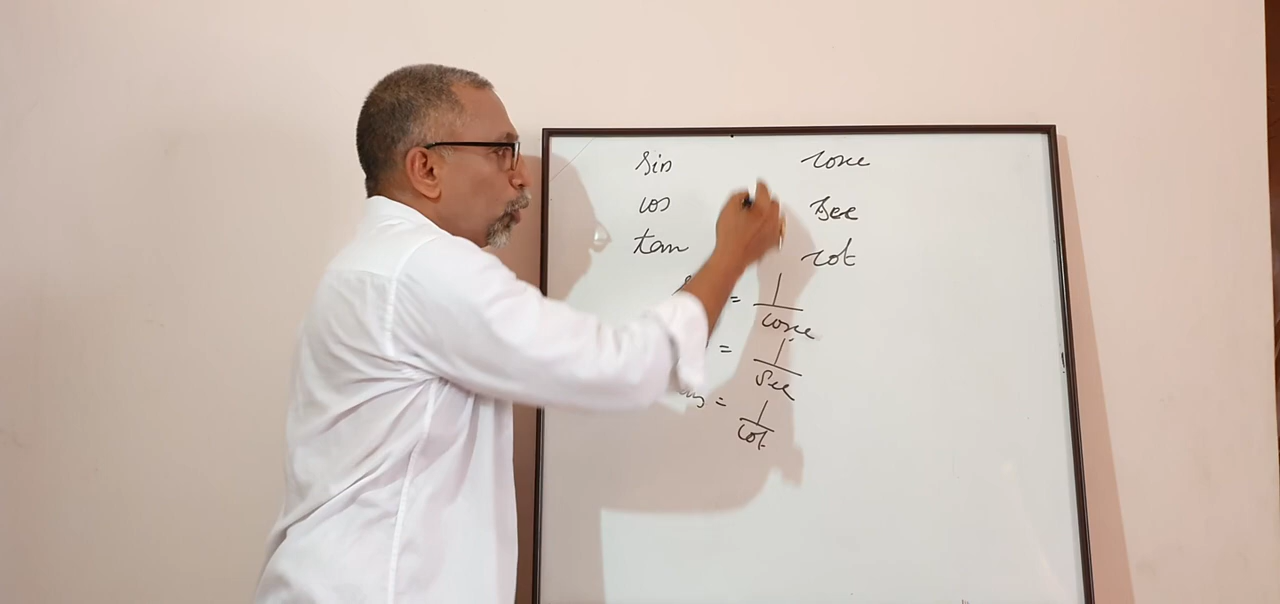 sin cosec
cos sec
tan cot
= 1/cosec
= 1/sec
= 1/cot